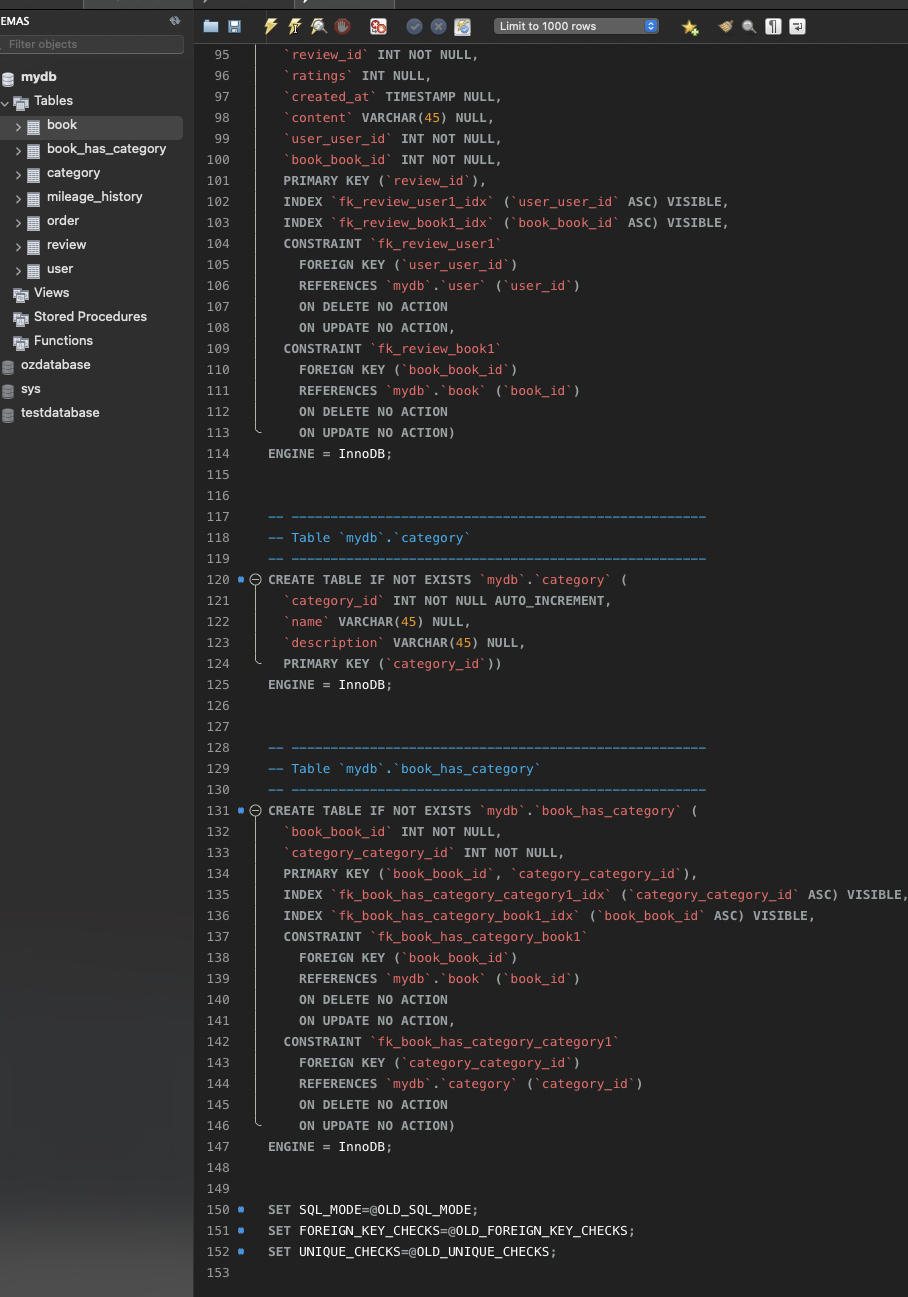 EMAS
Filter objects
mydb
Tables
book
book_has_category
category
mileage_history
order
review
user
Views
Stored Procedures
Functions
ozdatabase
sys
testdatabase
Limit to 1000 rows
95 `review_id` INT NOT NULL,
96 `ratings` INT NULL,
97 `created_at` TIMESTAMP NULL,
98 `content` VARCHAR(45) NULL,
99 `user_user_id` INT NOT NULL,
100 `book_book_id` INT NOT NULL,
101 PRIMARY KEY (`review_id`),
102 INDEX `fk_review_user1_idx` (`user_user_id` ASC) VISIBLE,
103 INDEX `fk_review_book1_idx` (`book_book_id` ASC) VISIBLE,
104 CONSTRAINT `fk_review_user1`
105 FOREIGN KEY (`user_user_id`)
106 REFERENCES `mydb`.`user` (`user_id`)
107 ON DELETE NO ACTION
108 ON UPDATE NO ACTION,
109 CONSTRAINT `fk_review_book1`
110 FOREIGN KEY (`book_book_id`)
111 REFERENCES `mydb`.`book` (`book_id`)
112 ON DELETE NO ACTION
113 ON UPDATE NO ACTION)
114 ENGINE = InnoDB;
115
116
117 -- -----------------------------------------------------
118 -- Table `mydb`.`category`
119 -- -----------------------------------------------------
120 CREATE TABLE IF NOT EXISTS `mydb`.`category` (
121 `category_id` INT NOT NULL AUTO_INCREMENT,
122 `name` VARCHAR(45) NULL,
123 `description` VARCHAR(45) NULL,
124 PRIMARY KEY (`category_id`))
125 ENGINE = InnoDB;
126
127
128 -- -----------------------------------------------------
129 -- Table `mydb`.`book_has_category`
130 -- -----------------------------------------------------
131 CREATE TABLE IF NOT EXISTS `mydb`.`book_has_category` (
132 `book_book_id` INT NOT NULL,
133 `category_category_id` INT NOT NULL,
134 PRIMARY KEY (`book_book_id`, `category_category_id`),
135 INDEX `fk_book_has_category_category1_idx` (`category_category_id` ASC) VISIBLE,
136 INDEX `fk_book_has_category_book1_idx` (`book_book_id` ASC) VISIBLE,
137 CONSTRAINT `fk_book_has_category_book1`
138 FOREIGN KEY (`book_book_id`)
139 REFERENCES `mydb`.`book` (`book_id`)
140 ON DELETE NO ACTION
141 ON UPDATE NO ACTION,
142 CONSTRAINT `fk_book_has_category_category1`
143 FOREIGN KEY (`category_category_id`)
144 REFERENCES `mydb`.`category` (`category_id`)
145 ON DELETE NO ACTION
146 ON UPDATE NO ACTION)
147 ENGINE = InnoDB;
148
149
150 SET SQL_MODE=@OLD_SQL_MODE;
151 SET FOREIGN_KEY_CHECKS=@OLD_FOREIGN_KEY_CHECKS;
152 SET UNIQUE_CHECKS=@OLD_UNIQUE_CHECKS;
153